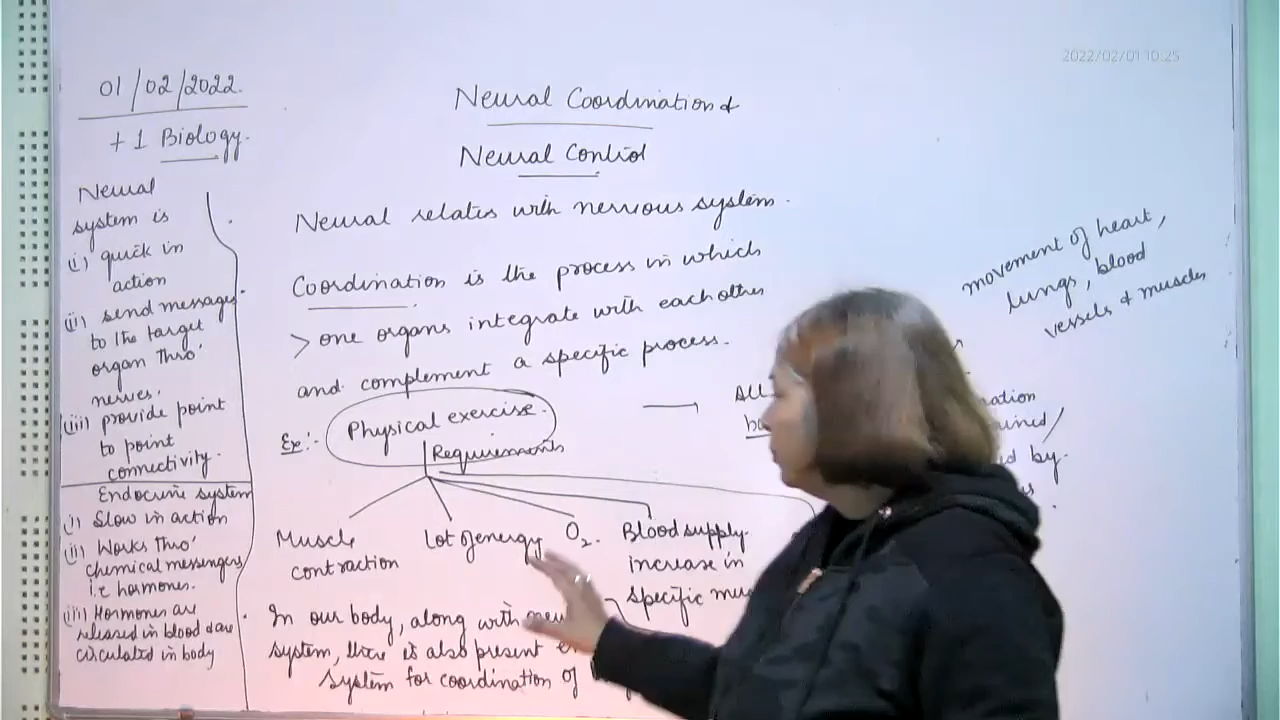 2022/02/01 10:25
01/02/2022.
+1 Biology.
Neural Coordination &
Neural Control
Neural
system is
(i) quick in
action
(ii) send messages
to the target
organ thro'
nerves.
(iii) provide point
to point
connectivity.
Endocrine system
(i) Slow in action
(ii) Works thro'
chemical messengers
i.e hormones.
(iii) Hormones are
released in blood & are
circulated in body
Neural relates with nervous system.
Coordination is the process in which
> one organs integrate with each other
and complement a specific process.
Ex:- Physical exercise. →
Requirements
Muscle
contraction
Lot of energy
O2.
Blood supply
increase in
specific
In our body, along with
system, there is also present
system for coordination of
movement of heart,
lungs, blood
vessels & muscles
All
by.